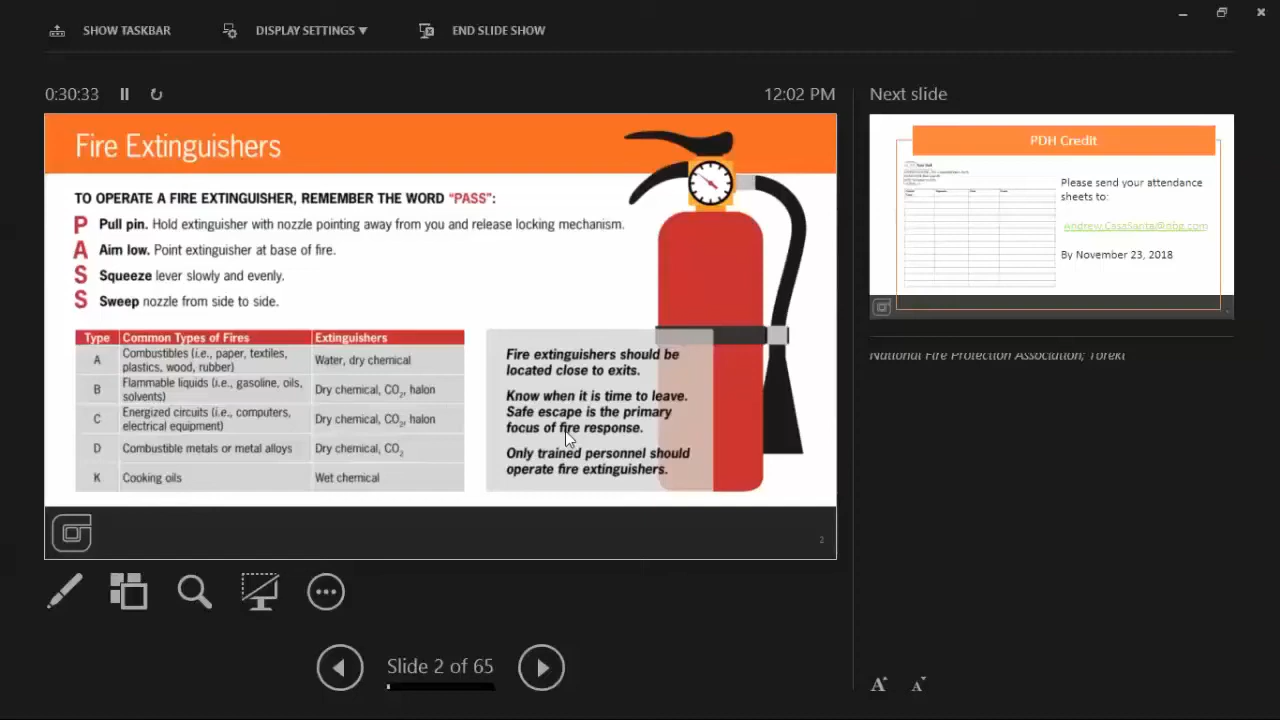 SHOW TASKBAR
DISPLAY SETTINGS ▼
END SLIDE SHOW
0:30:33
12:02 PM
Fire Extinguishers
TO OPERATE A FIRE EXTINGUISHER, REMEMBER THE WORD "PASS":
P Pull pin. Hold extinguisher with nozzle pointing away from you and release locking mechanism.
A Aim low. Point extinguisher at base of fire.
S Squeeze lever slowly and evenly.
S Sweep nozzle from side to side.
Type Common Types of Fires Extinguishers
A Combustibles (i.e., paper, textiles, plastics, wood, rubber) Water, dry chemical
B Flammable liquids (i.e., gasoline, oils, solvents) Dry chemical, CO2, halon
C Energized circuits (i.e., computers, electrical equipment) Dry chemical, CO2, halon
D Combustible metals or metal alloys Dry chemical, CO2
K Cooking oils Wet chemical
Fire extinguishers should be
located close to exits.
Know when it is time to leave.
Safe escape is the primary
focus of fire response.
Only trained personnel should
operate fire extinguishers.
2
Slide 2 of 65
Next slide
PDH Credit
Please send your attendance
sheets to:
Andrew.CasaSanta@obg.com
By November 23, 2018
National Fire Protection Association; Toreki
A A